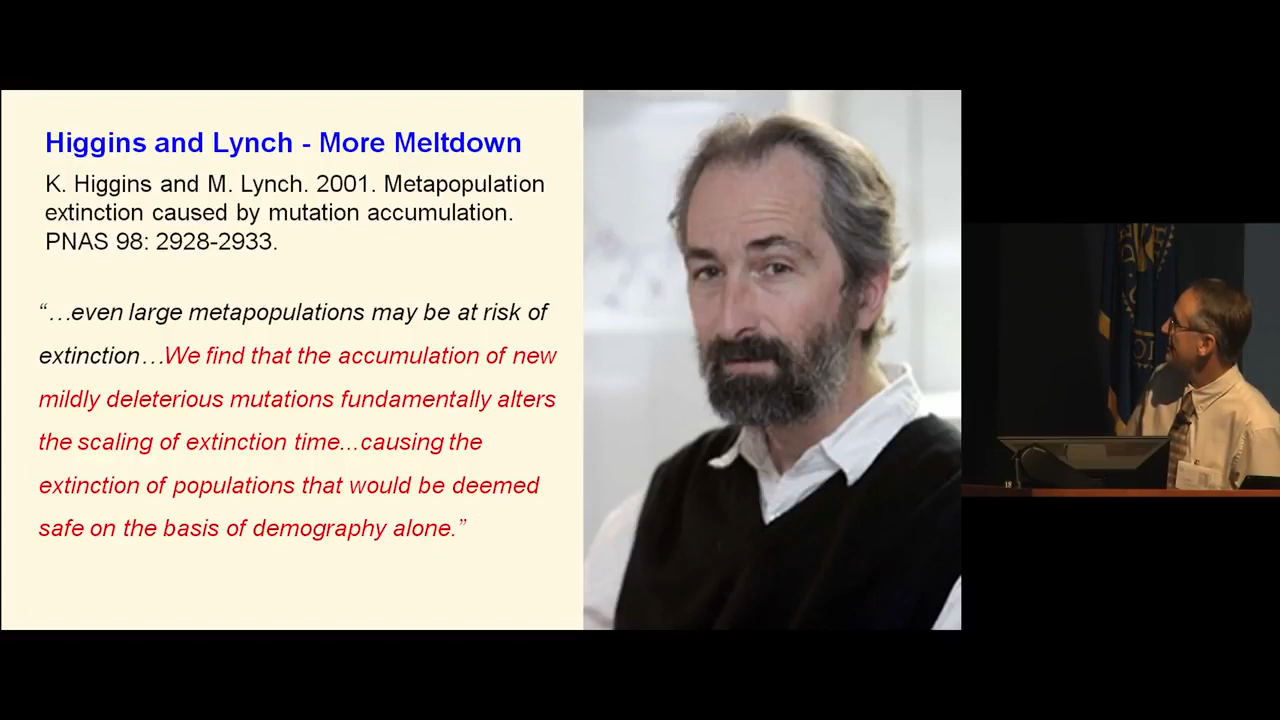 Higgins and Lynch - More Meltdown
K. Higgins and M. Lynch. 2001. Metapopulation
extinction caused by mutation accumulation.
PNAS 98: 2928-2933.
“…even large metapopulations may be at risk of
extinction…We find that the accumulation of new
mildly deleterious mutations fundamentally alters
the scaling of extinction time...causing the
extinction of populations that would be deemed
safe on the basis of demography alone.”